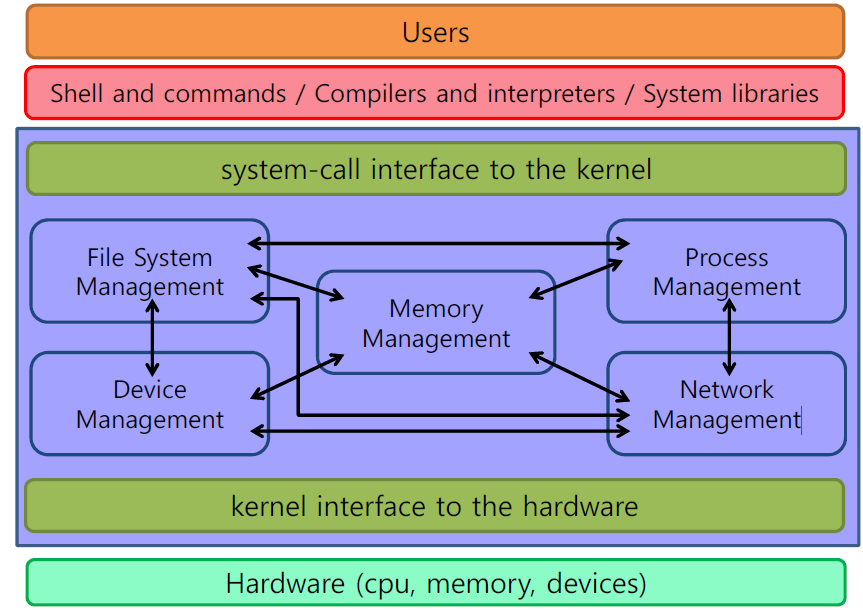 Users
Shell and commands / Compilers and interpreters / System libraries
system-call interface to the kernel
File System
Management
Process
Management
Memory
Management
Device
Management
Network
Management
kernel interface to the hardware
Hardware (cpu, memory, devices)